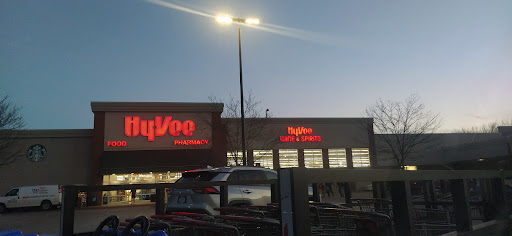 HyVee
FOOD PHARMACY
HyVee
WINE & SPIRITS